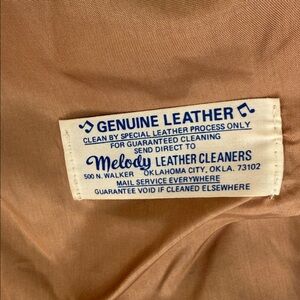 GENUINE LEATHER
CLEAN BY SPECIAL LEATHER PROCESS ONLY
FOR GUARANTEED CLEANING
SEND DIRECT TO
Melody LEATHER CLEANERS
500 N. WALKER OKLAHOMA CITY, OKLA. 73102
MAIL SERVICE EVERYWHERE
GUARANTEE VOID IF CLEANED ELSEWHERE